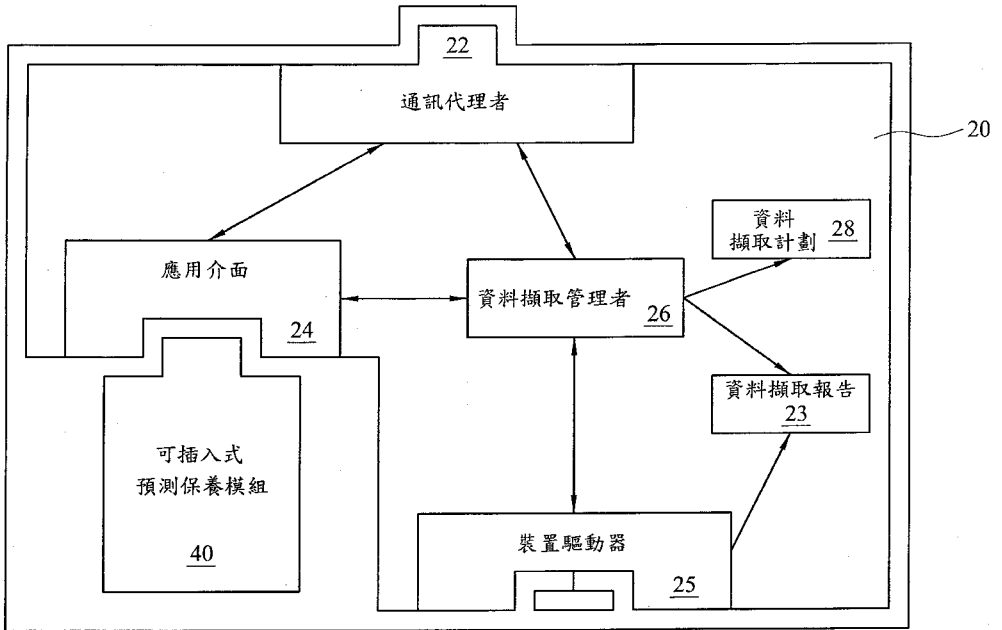 22
通訊代理者
20
資料
擷取計劃
28
應用介面
24
資料擷取管理者
26
資料擷取報告
23
可插入式
預測保養模組
40
裝置驅動器
25